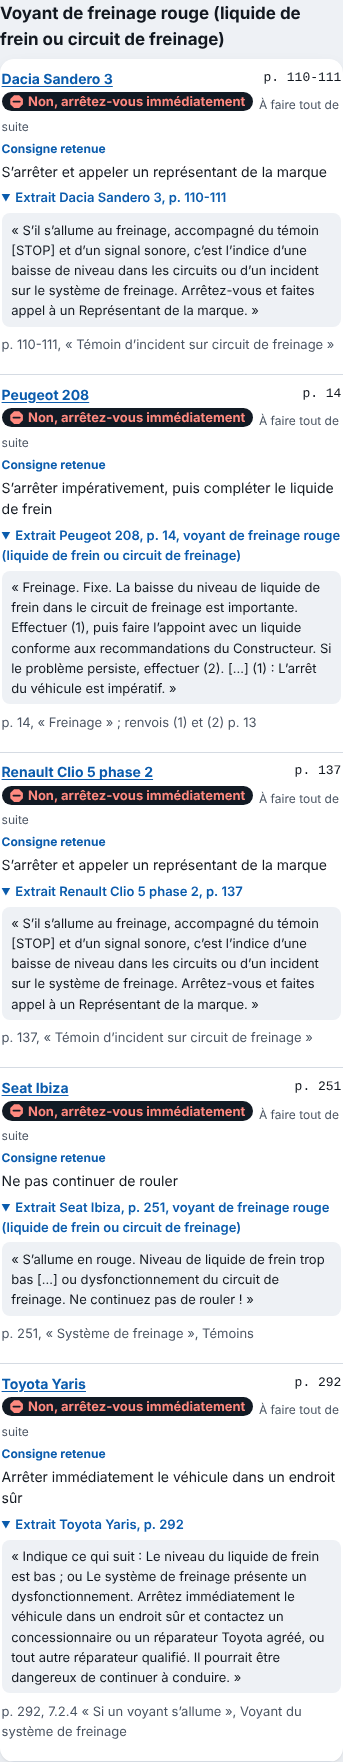 Voyant de freinage rouge (liquide de
frein ou circuit de freinage)
Dacia Sandero 3 p. 110-111
Non, arrêtez-vous immédiatement À faire tout de
suite
Consigne retenue
S’arrêter et appeler un représentant de la marque
▼ Extrait Dacia Sandero 3, p. 110-111
« S’il s’allume au freinage, accompagné du témoin
[STOP] et d’un signal sonore, c’est l’indice d’une
baisse de niveau dans les circuits ou d’un incident
sur le système de freinage. Arrêtez-vous et faites
appel à un Représentant de la marque. »
p. 110-111, « Témoin d’incident sur circuit de freinage »
Peugeot 208 p. 14
Non, arrêtez-vous immédiatement À faire tout de
suite
Consigne retenue
S’arrêter impérativement, puis compléter le liquide
de frein
▼ Extrait Peugeot 208, p. 14, voyant de freinage rouge
(liquide de frein ou circuit de freinage)
« Freinage. Fixe. La baisse du niveau de liquide de
frein dans le circuit de freinage est importante.
Effectuer (1), puis faire l’appoint avec un liquide
conforme aux recommandations du Constructeur. Si
le problème persiste, effectuer (2). [...] (1) : L’arrêt
du véhicule est impératif. »
p. 14, « Freinage » ; renvois (1) et (2) p. 13
Renault Clio 5 phase 2 p. 137
Non, arrêtez-vous immédiatement À faire tout de
suite
Consigne retenue
S’arrêter et appeler un représentant de la marque
▼ Extrait Renault Clio 5 phase 2, p. 137
« S’il s’allume au freinage, accompagné du témoin
[STOP] et d’un signal sonore, c’est l’indice d’une
baisse de niveau dans les circuits ou d’un incident
sur le système de freinage. Arrêtez-vous et faites
appel à un Représentant de la marque. »
p. 137, « Témoin d’incident sur circuit de freinage »
Seat Ibiza p. 251
Non, arrêtez-vous immédiatement À faire tout de
suite
Consigne retenue
Ne pas continuer de rouler
▼ Extrait Seat Ibiza, p. 251, voyant de freinage rouge
(liquide de frein ou circuit de freinage)
« S’allume en rouge. Niveau de liquide de frein trop
bas [...] ou dysfonctionnement du circuit de
freinage. Ne continuez pas de rouler ! »
p. 251, « Système de freinage », Témoins
Toyota Yaris p. 292
Non, arrêtez-vous immédiatement À faire tout de
suite
Consigne retenue
Arrêter immédiatement le véhicule dans un endroit
sûr
▼ Extrait Toyota Yaris, p. 292
« Indique ce qui suit : Le niveau du liquide de frein
est bas ; ou Le système de freinage présente un
dysfonctionnement. Arrêtez immédiatement le
véhicule dans un endroit sûr et contactez un
concessionnaire ou un réparateur Toyota agréé, ou
tout autre réparateur qualifié. Il pourrait être
dangereux de continuer à conduire. »
p. 292, 7.2.4 « Si un voyant s’allume », Voyant du
système de freinage